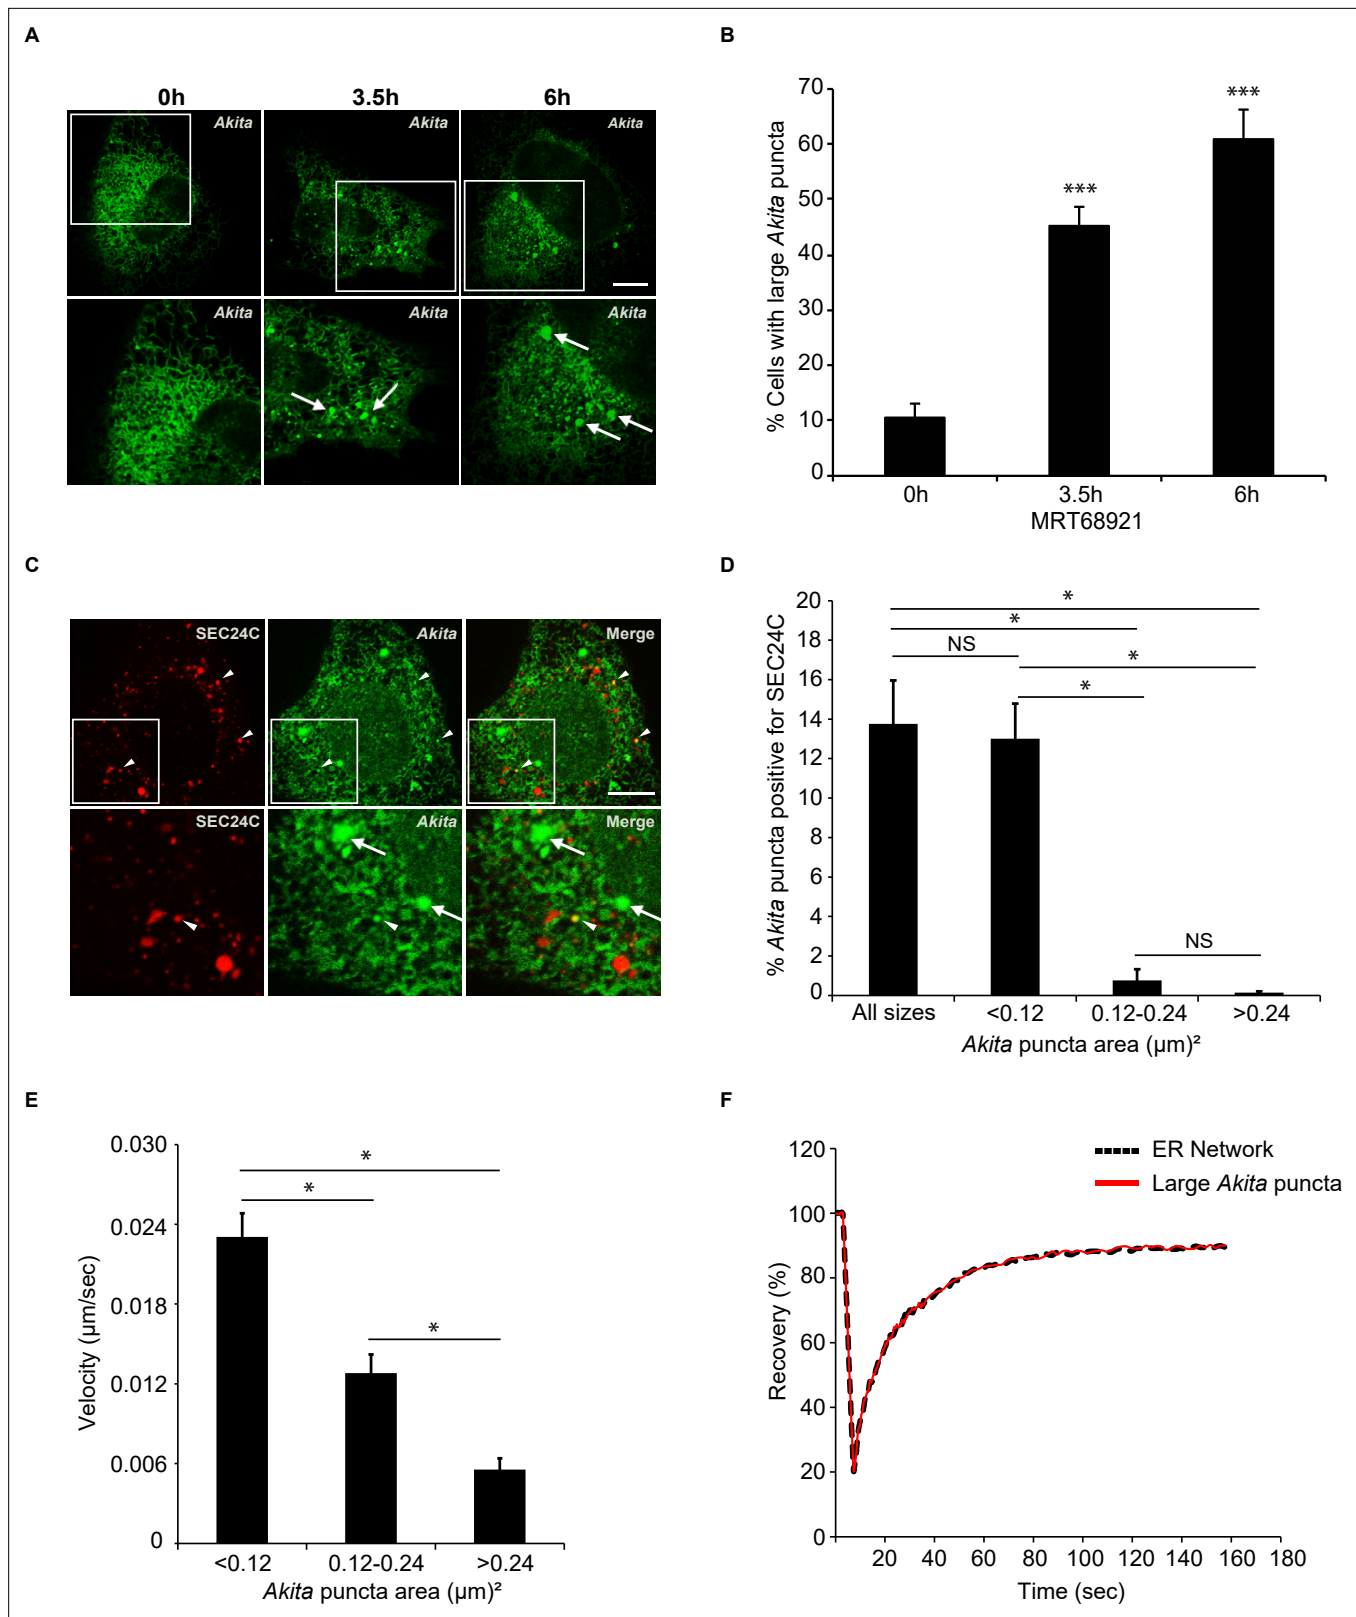 A
0h 3.5h 6h
Akita Akita Akita
Akita Akita Akita
B
% Cells with large Akita puncta
70
60
50
40
30
20
10
0
***
***
0h 3.5h 6h
MRT68921
C
SEC24C Akita Merge
SEC24C Akita Merge
D
% Akita puncta positive for SEC24C
20
18
16
14
12
10
8
6
4
2
0
*
*
NS
*
*
NS
All sizes <0.12 0.12-0.24 >0.24
Akita puncta area (µm)²
E
Velocity (µm/sec)
0.030
0.024
0.018
0.012
0.006
0
*
*
*
<0.12 0.12-0.24 >0.24
Akita puncta area (µm)²
F
Recovery (%)
120
100
80
60
40
20
0
ER Network
Large Akita puncta
20 40 60 80 100 120 140 160 180
Time (sec)